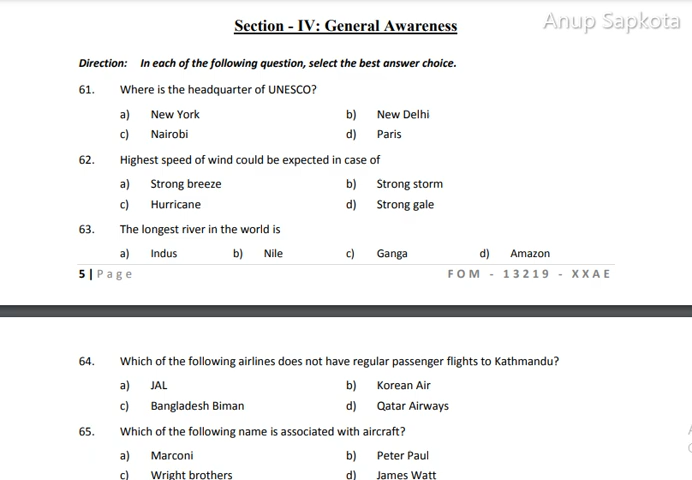 Anup Sapkota
Section - IV: General Awareness
Direction: In each of the following question, select the best answer choice.
61. Where is the headquarter of UNESCO?
a) New York b) New Delhi
c) Nairobi d) Paris
62. Highest speed of wind could be expected in case of
a) Strong breeze b) Strong storm
c) Hurricane d) Strong gale
63. The longest river in the world is
a) Indus b) Nile c) Ganga d) Amazon
5 | Page FOM - 13219 - XXAE
64. Which of the following airlines does not have regular passenger flights to Kathmandu?
a) JAL b) Korean Air
c) Bangladesh Biman d) Qatar Airways
65. Which of the following name is associated with aircraft?
a) Marconi b) Peter Paul
c) Wright brothers d) James Watt